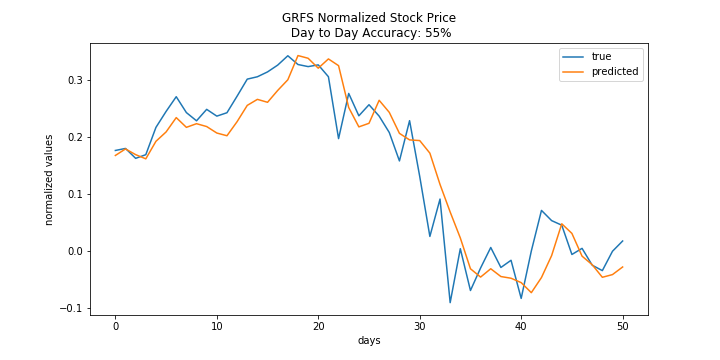 GRFS Normalized Stock Price
Day to Day Accuracy: 55%
true
predicted
normalized values
0.3
0.2
0.1
0.0
−0.1
0 10 20 30 40 50
days